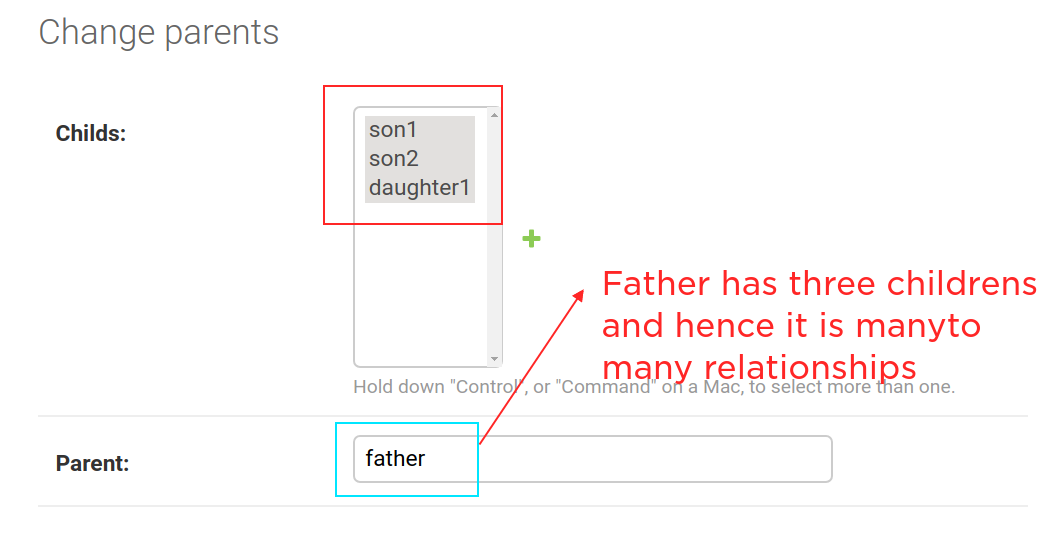 Change parents
Childs:
son1
son2
daughter1
Father has three childrens
and hence it is manyto
many relationships
Hold down "Control", or "Command" on a Mac, to select more than one.
Parent:
father